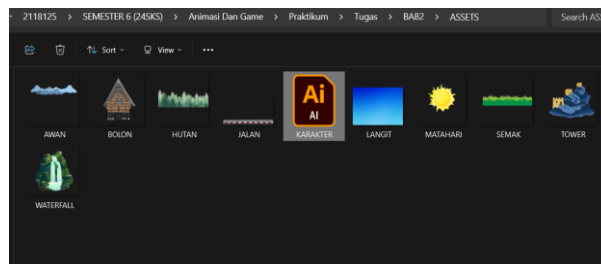 2118125 > SEMESTER 6 (24SKS) > Animasi Dan Game > Praktikum > Tugas > BAB2 > ASSETS
Search AS
Sort View ...
Ai
AI
AWAN BOLON HUTAN JALAN KARAKTER LANGIT MATAHARI SEMAK TOWER
WATERFALL